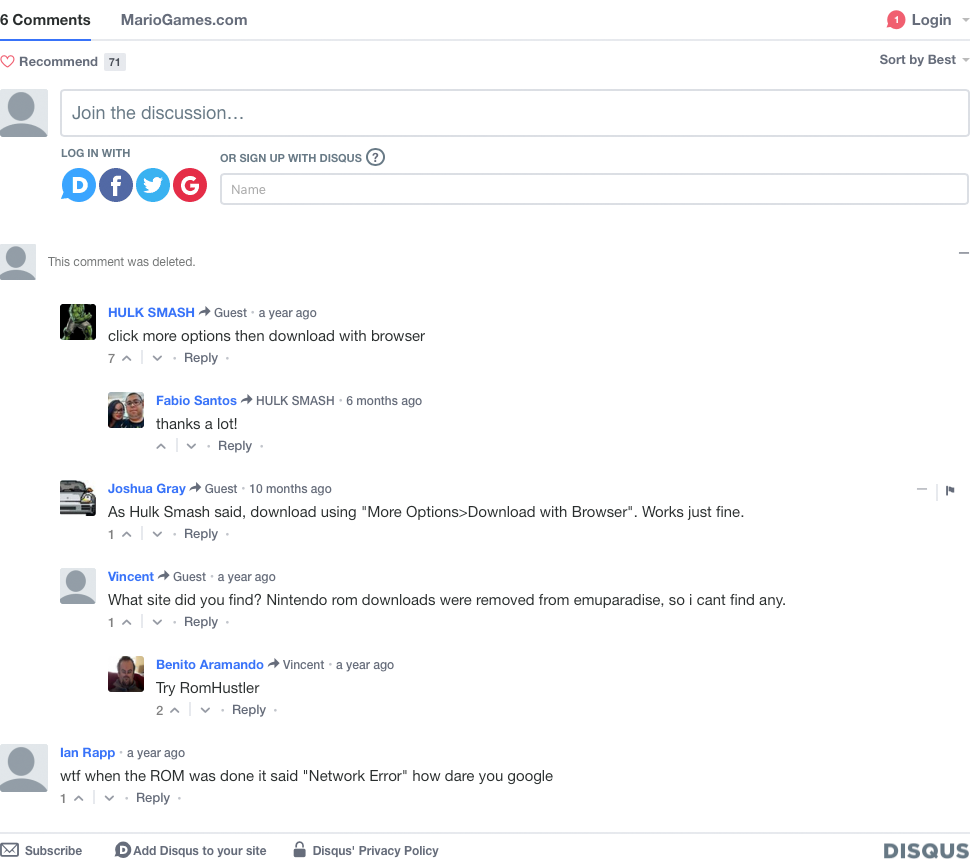 6 Comments MarioGames.com 1 Login
Recommend 71 Sort by Best
Join the discussion…
LOG IN WITH
OR SIGN UP WITH DISQUS ?
D f G
Name
This comment was deleted.
HULK SMASH Guest • a year ago
click more options then download with browser
7 • Reply •
Fabio Santos HULK SMASH • 6 months ago
thanks a lot!
• Reply •
Joshua Gray Guest • 10 months ago
As Hulk Smash said, download using "More Options>Download with Browser". Works just fine.
1 • Reply •
Vincent Guest • a year ago
What site did you find? Nintendo rom downloads were removed from emuparadise, so i cant find any.
1 • Reply •
Benito Aramando Vincent • a year ago
Try RomHustler
2 • Reply •
Ian Rapp • a year ago
wtf when the ROM was done it said "Network Error" how dare you google
1 • Reply •
Subscribe D Add Disqus to your site Disqus' Privacy Policy DISQUS